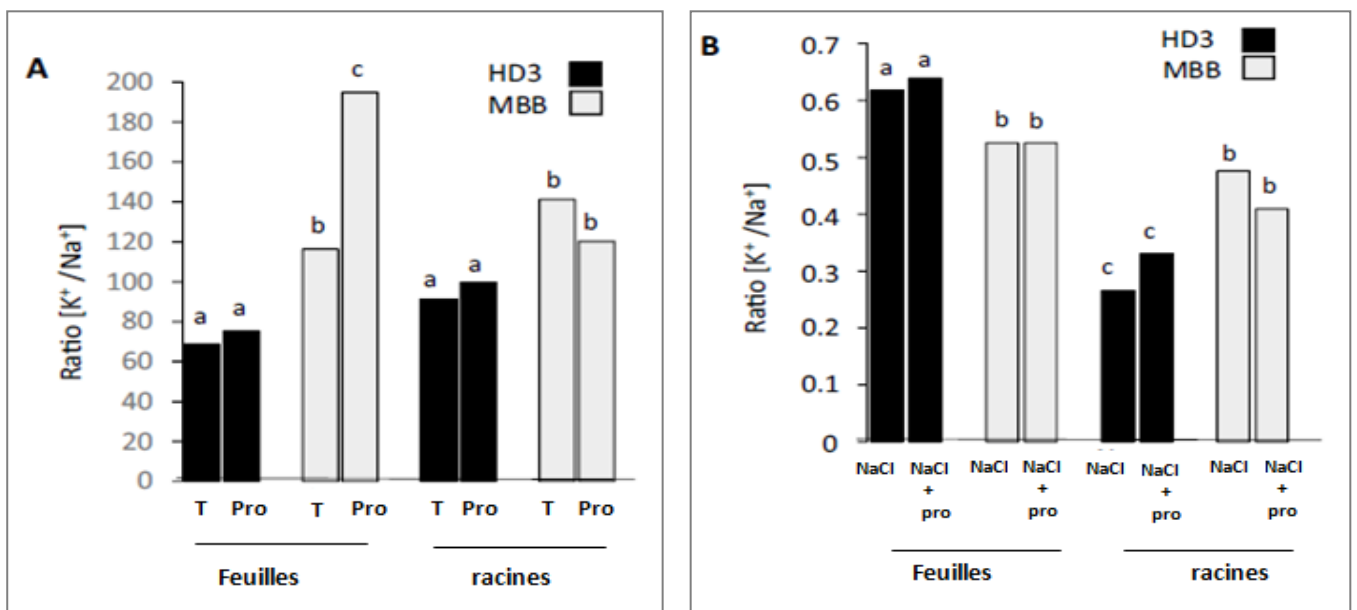 A
HD3
MBB
Ratio [K⁺ /Na⁺]
200
180
160
140
120
100
80
60
40
20
0
a
a
b
c
a
a
b
b
T Pro T Pro T Pro T Pro
Feuilles racines
B
HD3
MBB
Ratio [K⁺ /Na⁺]
0.7
0.6
0.5
0.4
0.3
0.2
0.1
0
a
a
b
b
c
c
b
b
NaCl NaCl NaCl NaCl NaCl NaCl NaCl NaCl
+ + + +
pro pro pro pro
Feuilles racines